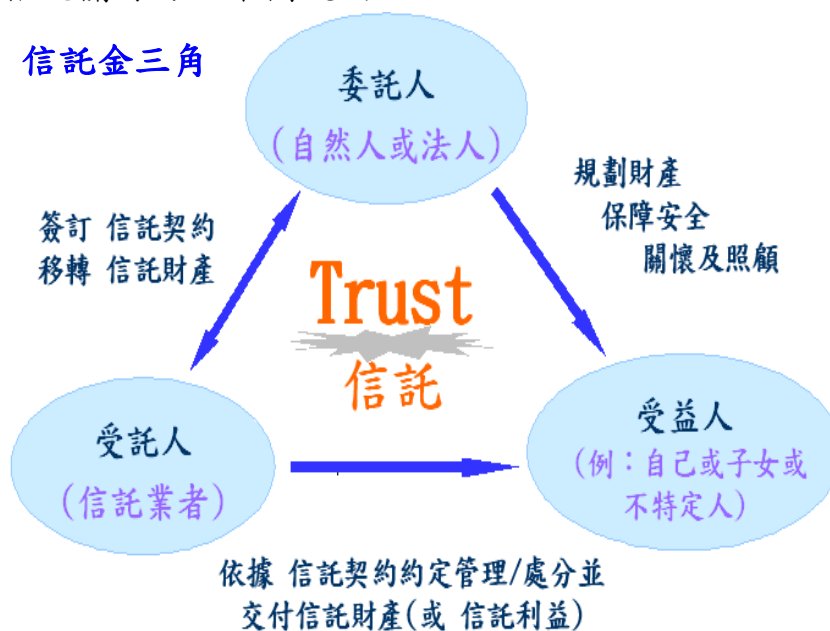 信託金三角
委託人
(自然人或法人)
規劃財產
保障安全
關懷及照顧
簽訂 信託契約
移轉 信託財產
Trust
信託
受託人
(信託業者)
受益人
(例：自己或子女或
不特定人)
依據 信託契約約定管理/處分並
交付信託財產(或 信託利益)